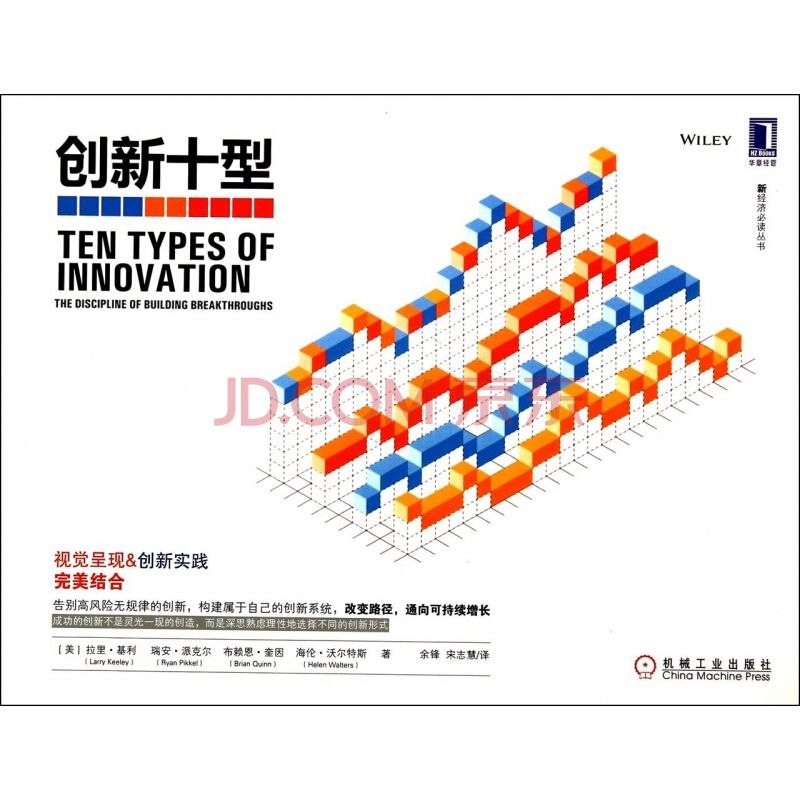 创新十型
TEN TYPES OF
INNOVATION
THE DISCIPLINE OF BUILDING BREAKTHROUGHS
WILEY
HZ Books
华章经管
新经济必读丛书
JD.COM 京东
视觉呈现&创新实践
完美结合
告别高风险无规律的创新，构建属于自己的创新系统，改变路径，通向可持续增长
成功的创新不是灵光一现的创造，而是深思熟虑理性地选择不同的创新形式
［美］拉里·基利 瑞安·派克尔 布赖恩·奎因 海伦·沃尔特斯 著 余锋 宋志慧/译
(Larry Keeley) (Ryan Pikkel) (Brian Quinn) (Helen Walters)
机械工业出版社
China Machine Press